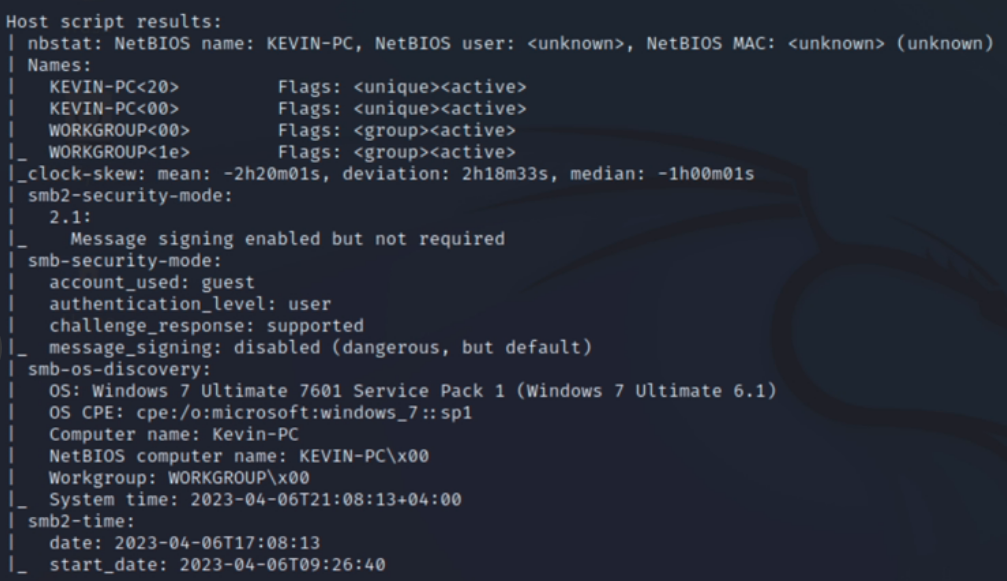 Host script results:
| nbstat: NetBIOS name: KEVIN-PC, NetBIOS user: <unknown>, NetBIOS MAC: <unknown> (unknown)
| Names:
|   KEVIN-PC<20>         Flags: <unique><active>
|   KEVIN-PC<00>         Flags: <unique><active>
|   WORKGROUP<00>        Flags: <group><active>
|_  WORKGROUP<1e>        Flags: <group><active>
|_clock-skew: mean: -2h20m01s, deviation: 2h18m33s, median: -1h00m01s
| smb2-security-mode:
|   2.1:
|_    Message signing enabled but not required
| smb-security-mode:
|   account_used: guest
|   authentication_level: user
|   challenge_response: supported
|_  message_signing: disabled (dangerous, but default)
| smb-os-discovery:
|   OS: Windows 7 Ultimate 7601 Service Pack 1 (Windows 7 Ultimate 6.1)
|   OS CPE: cpe:/o:microsoft:windows_7::sp1
|   Computer name: Kevin-PC
|   NetBIOS computer name: KEVIN-PC\x00
|   Workgroup: WORKGROUP\x00
|_  System time: 2023-04-06T21:08:13+04:00
| smb2-time:
|   date: 2023-04-06T17:08:13
|_  start_date: 2023-04-06T09:26:40